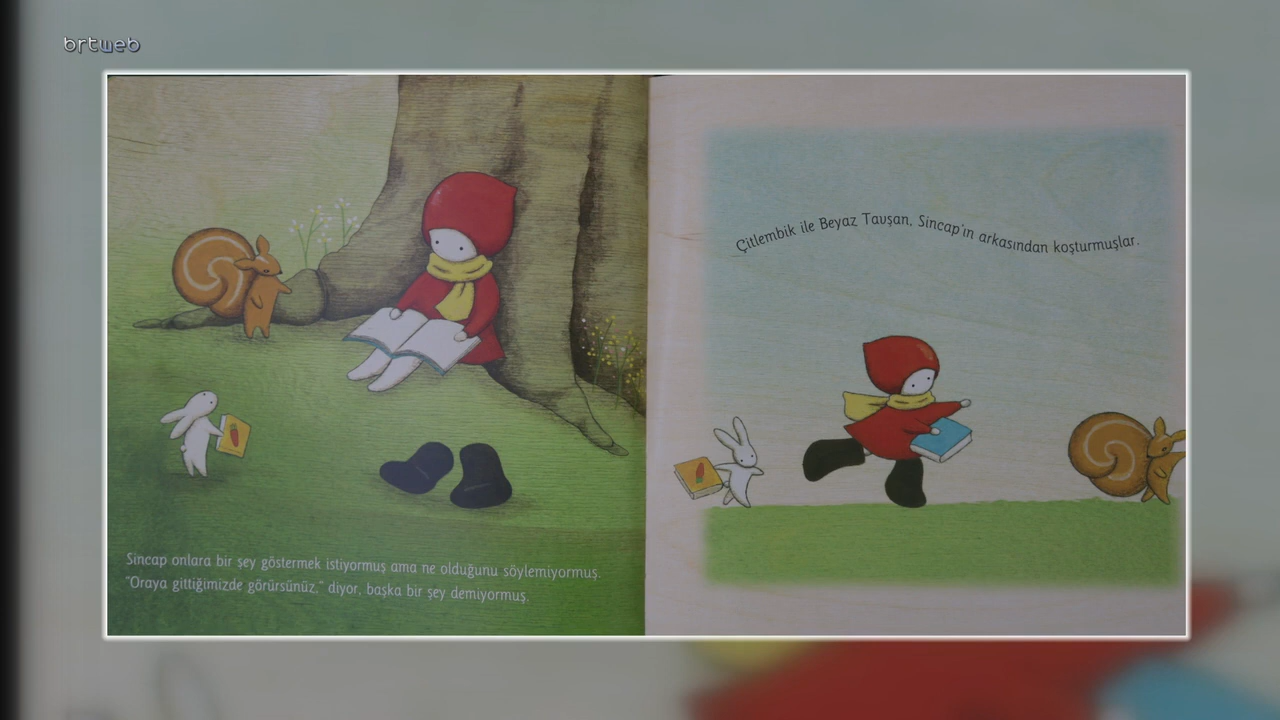 brtweb
Sincap onlara bir şey göstermek istiyormuş ama ne olduğunu söylemiyormuş.
"Oraya gittiğimizde görürsünüz." diyor, başka bir şey demiyormuş.
Çitlembik ile Beyaz Tavşan, Sincap'ın arkasından koşturmuşlar.